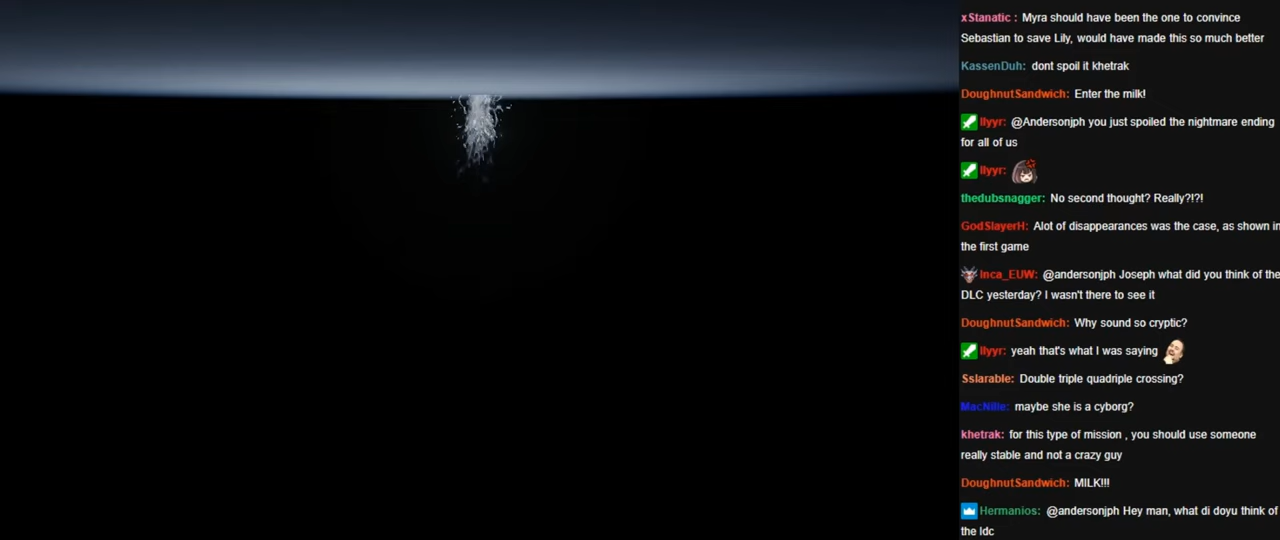 xStanatic : Myra should have been the one to convince
Sebastian to save Lily, would have made this so much better
KassenDuh: dont spoil it khetrak
DoughnutSandwich: Enter the milk!
Ilyyr: @Andersonjph you just spoiled the nightmare ending
for all of us
Ilyyr:
thedubsnagger: No second thought? Really?!?!
GodSlayerH: Alot of disappearances was the case, as shown in
the first game
Inca_EUW: @andersonjph Joseph what did you think of the
DLC yesterday? I wasn't there to see it
DoughnutSandwich: Why sound so cryptic?
Ilyyr: yeah that's what I was saying
Sslarable: Double triple quadriple crossing?
MacNille: maybe she is a cyborg?
khetrak: for this type of mission , you should use someone
really stable and not a crazy guy
DoughnutSandwich: MILK!!!
Hermanios: @andersonjph Hey man, what di doyu think of
the ldc